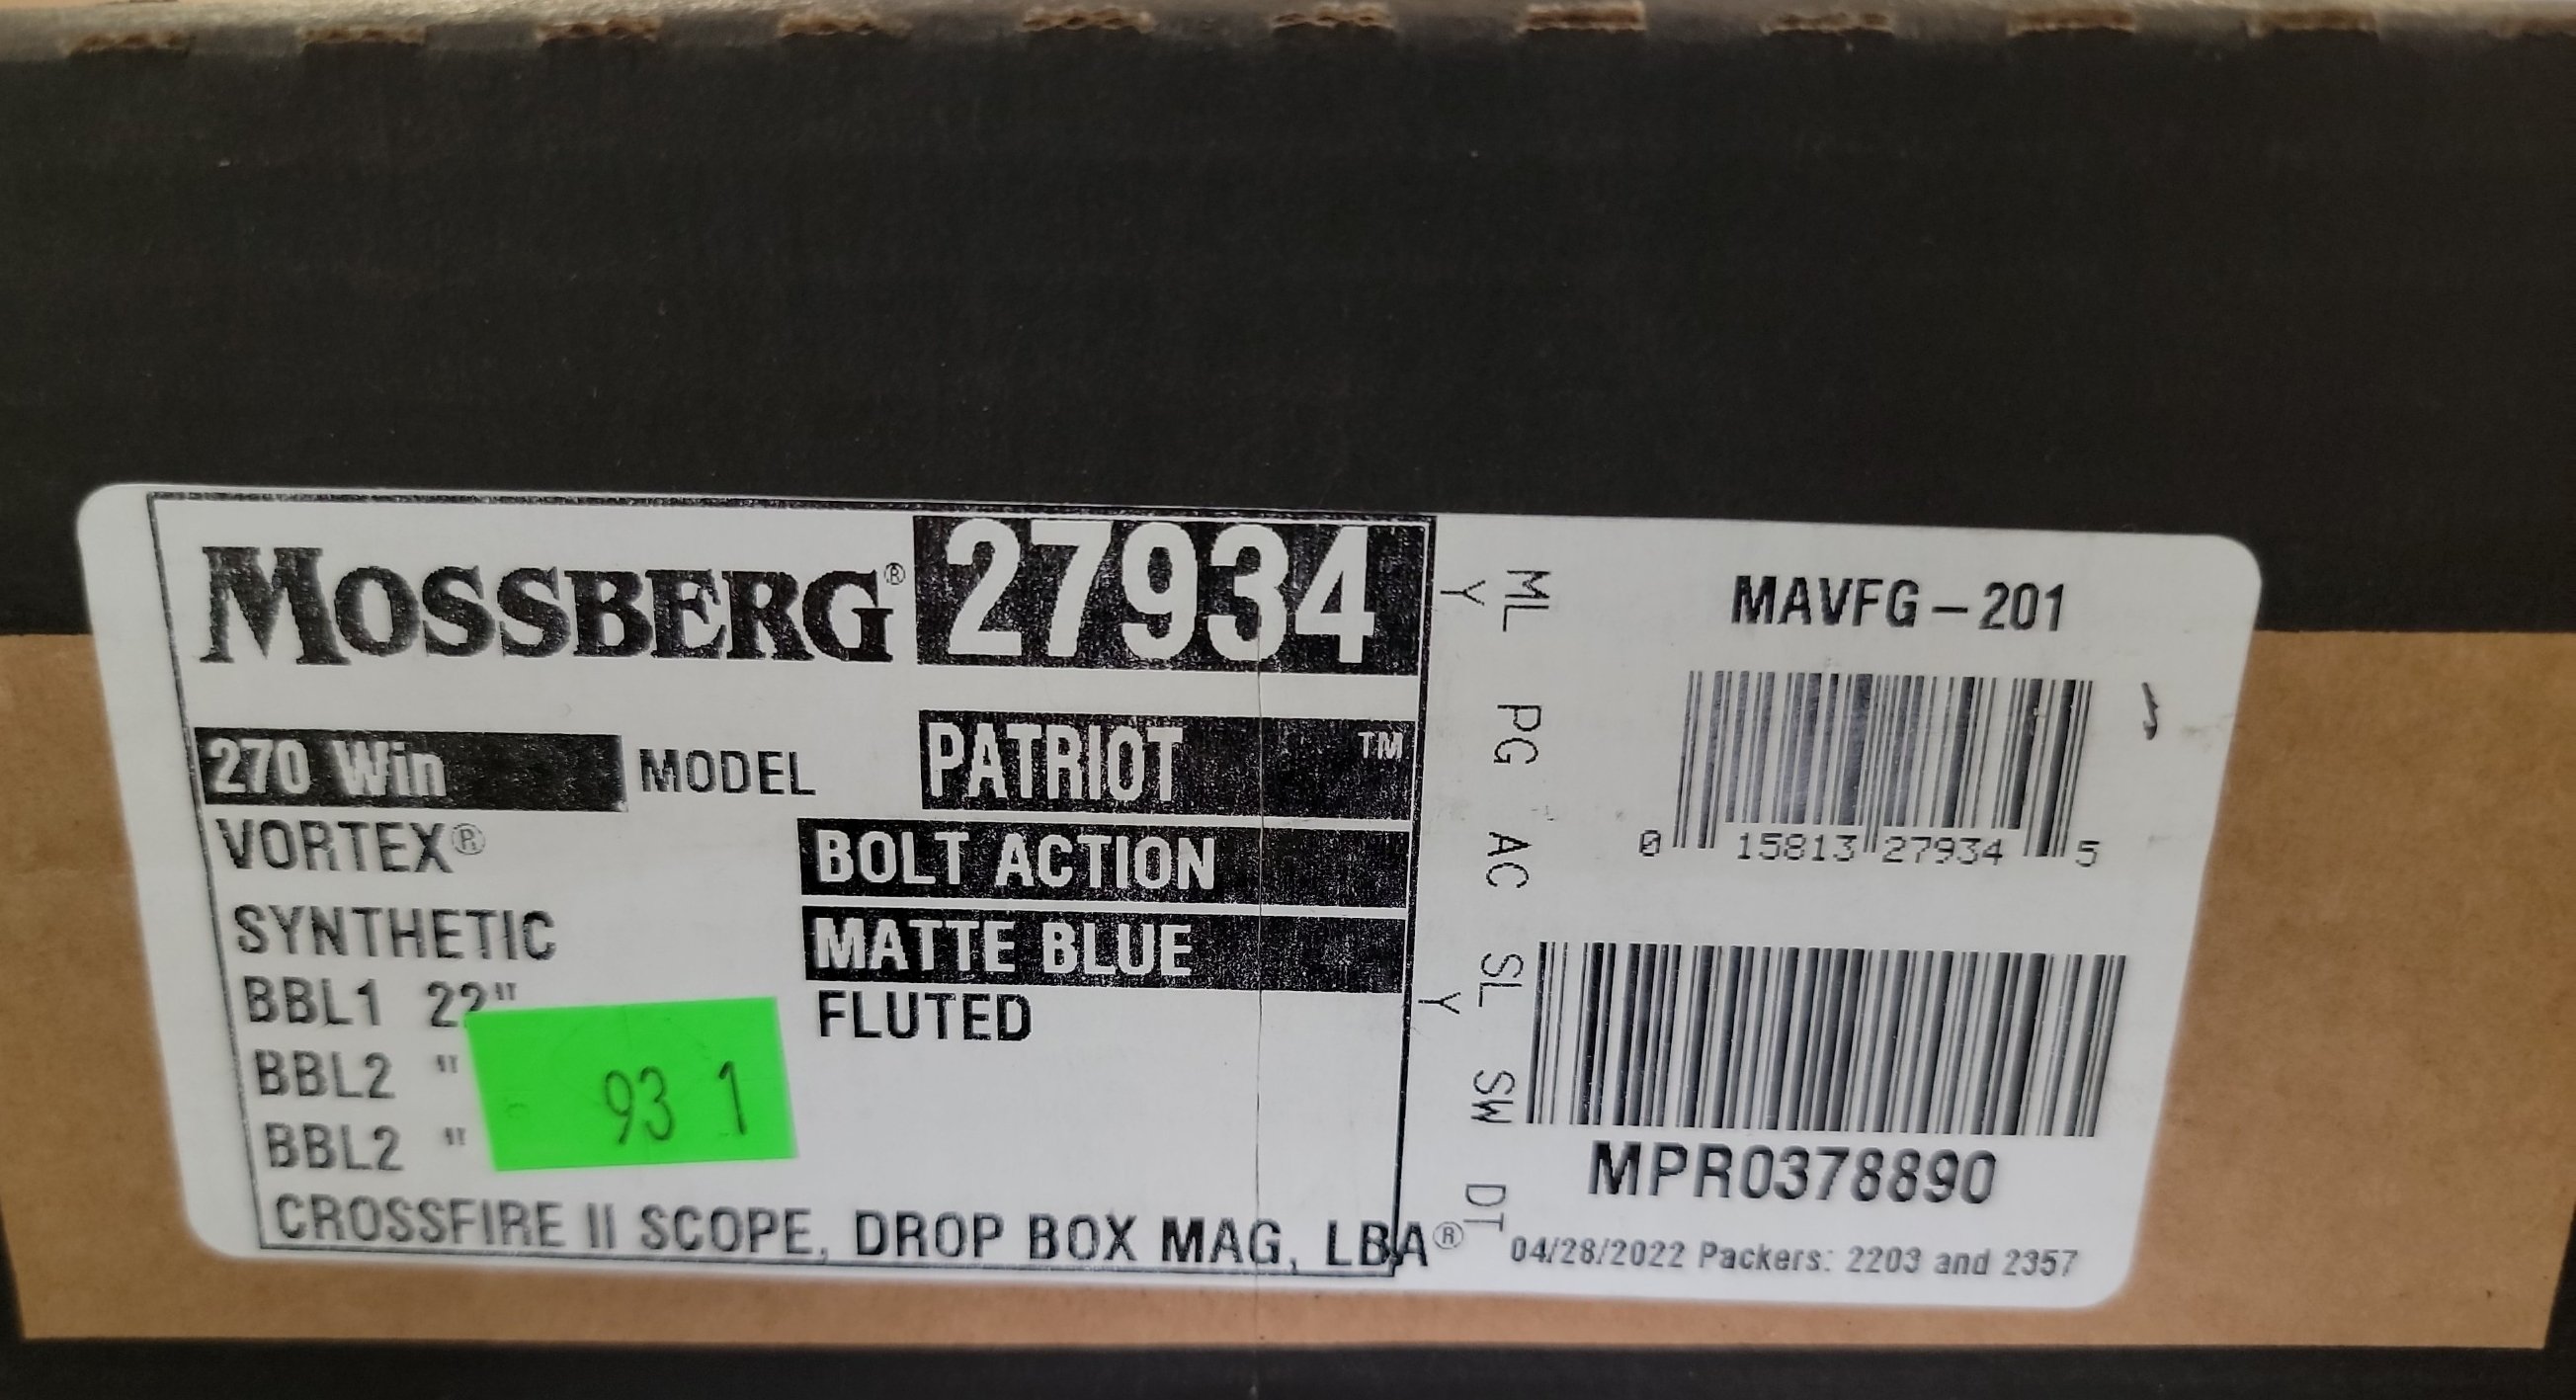 MOSSBERG® 27934
270 Win MODEL PATRIOT ™
VORTEX® BOLT ACTION
SYNTHETIC MATTE BLUE
BBL1 22" FLUTED
BBL2 "
BBL2 "
93 1
CROSSFIRE II SCOPE, DROP BOX MAG, LBA®
ML PG AC SL SW DT
Y Y
MAVFG-201
0 15813 27934 5
MPR0378890
04/28/2022 Packers: 2203 and 2357